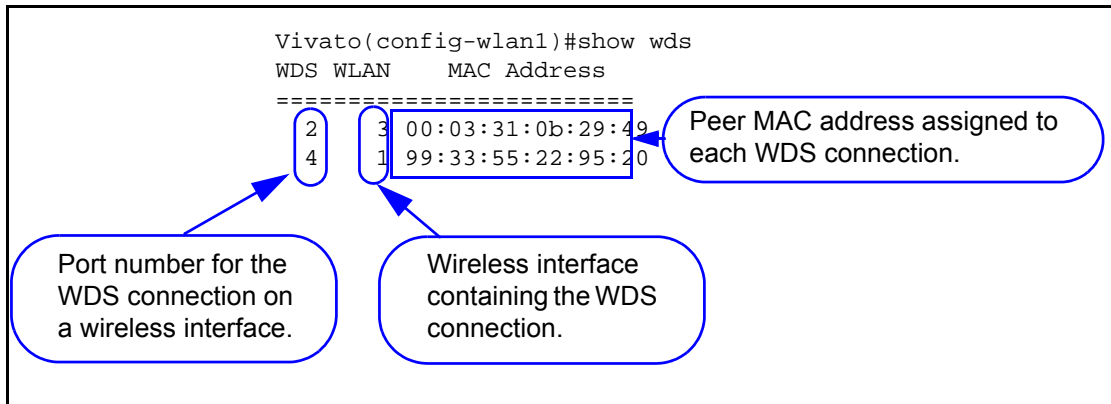 Vivato(config-wlan1)#show wds
WDS WLAN MAC Address
=========================
2 3 00:03:31:0b:29:49
4 1 99:33:55:22:95:20
Peer MAC address assigned to
each WDS connection.
Port number for the
WDS connection on
a wireless interface.
Wireless interface
containing the WDS
connection.